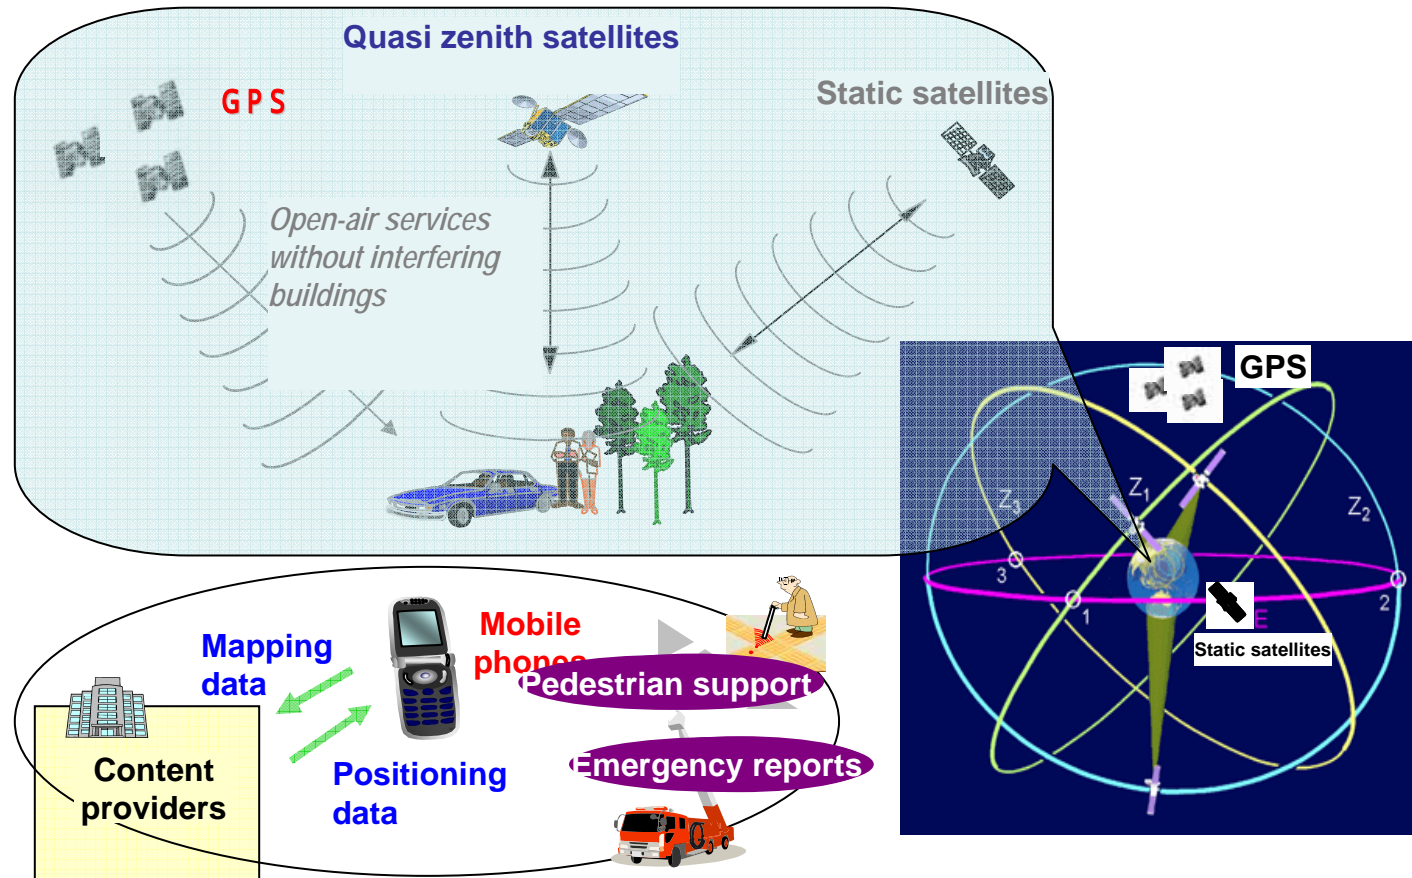 Quasi zenith satellites
GPS
Static satellites
Open-air services
without interfering
buildings
GPS
Z1
Z2
Z3
3
1
2
E
Static satellites
Mobile
phones
Mapping
data
Pedestrian support
Emergency reports
Positioning
data
Content
providers